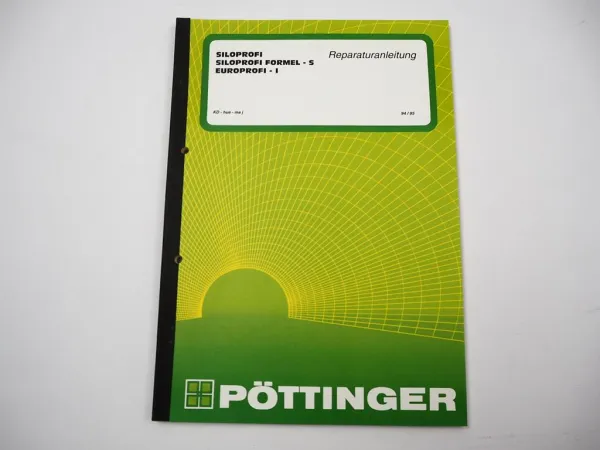 SILOPROFI
SILOPROFI FORMEL - S
EUROPROFI - I
Reparaturanleitung
94 / 95
PÖTTINGER